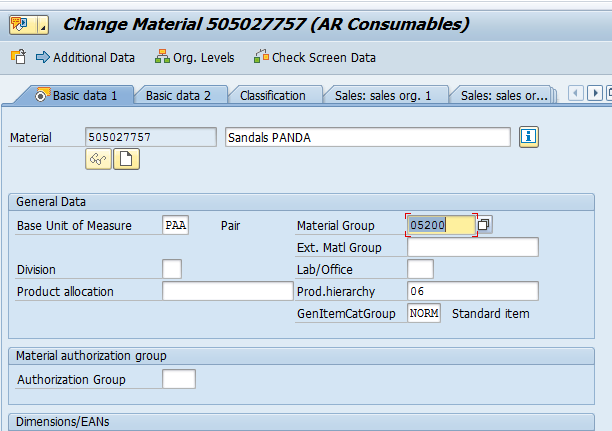 Change Material 505027757 (AR Consumables)
Additional Data Org. Levels Check Screen Data
Basic data 1 Basic data 2 Classification Sales: sales org. 1 Sales: sales or...
Material 505027757 Sandals PANDA
General Data
Base Unit of Measure PAA Pair Material Group 05200
Ext. Matl Group
Division Lab/Office
Product allocation Prod.hierarchy 06
GenItemCatGroup NORM Standard item
Material authorization group
Authorization Group
Dimensions/EANs